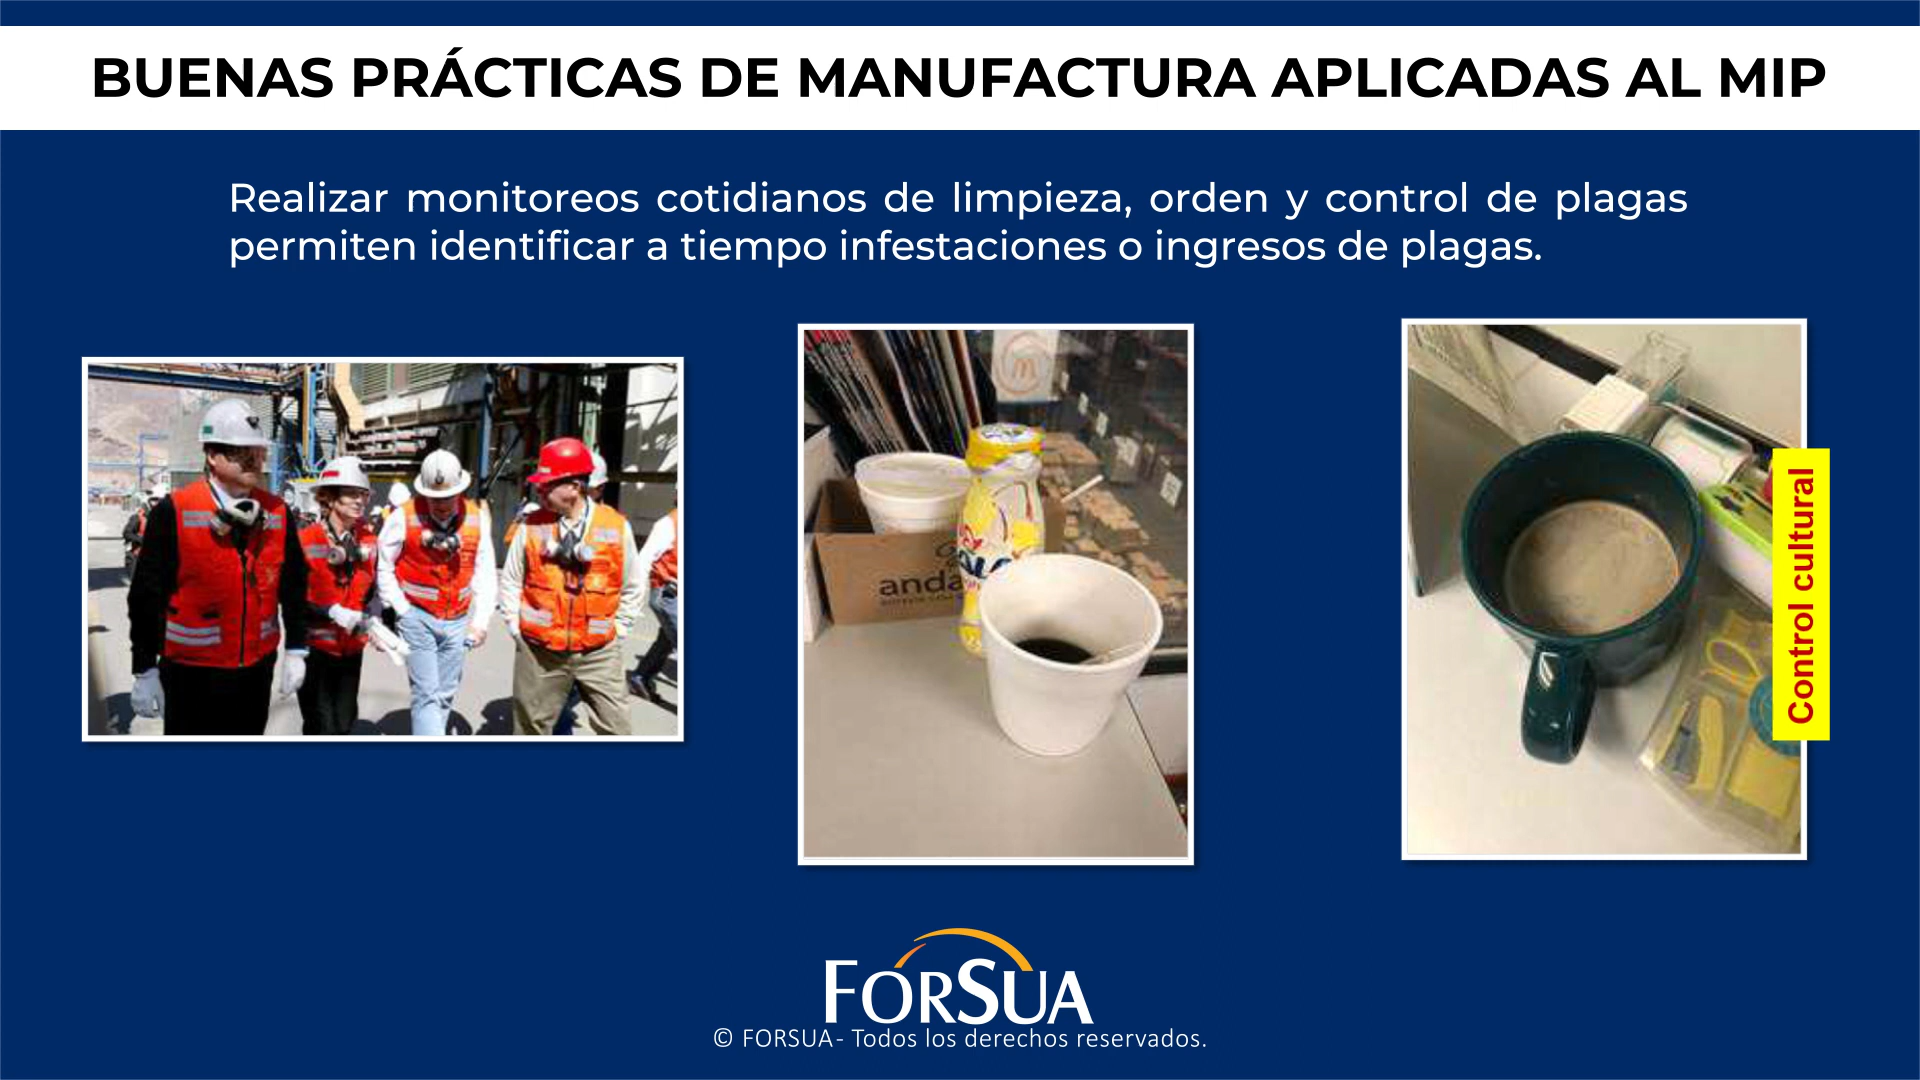 BUENAS PRÁCTICAS DE MANUFACTURA APLICADAS AL MIP
Realizar monitoreos cotidianos de limpieza, orden y control de plagas
permiten identificar a tiempo infestaciones o ingresos de plagas.
anda
Control cultural
FORSUA
© FORSUA- Todos los derechos reservados.